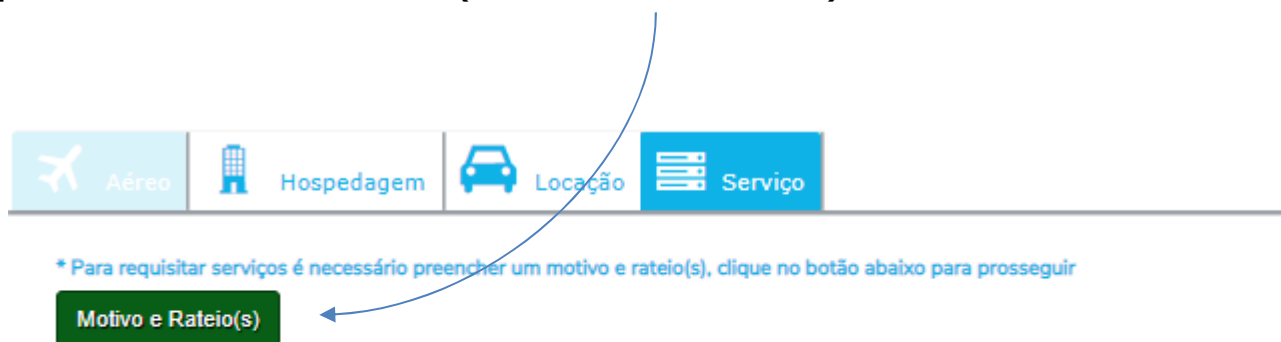 Aéreo Hospedagem Locação Serviço
* Para requisitar serviços é necessário preencher um motivo e rateio(s), clique no botão abaixo para prosseguir
Motivo e Rateio(s)